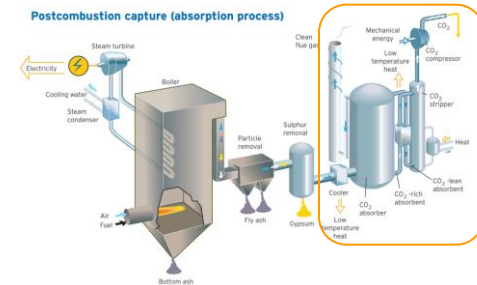 Postcombustion capture (absorption process)
Steam turbine
Electricity
Cooling water
Steam
condenser
Boiler
Air
Fuel
Bottom ash
Particle
removal
Fly ash
Sulphur
removal
Gypsum
Clean
flue gas
Cooler
Low
temperature
heat
Mechanical
energy
Low
temperature
heat
CO₂
CO₂
compressor
CO₂
stripper
Heat
CO₂ -lean
absorbent
CO₂ -rich
absorbent
CO₂
absorber